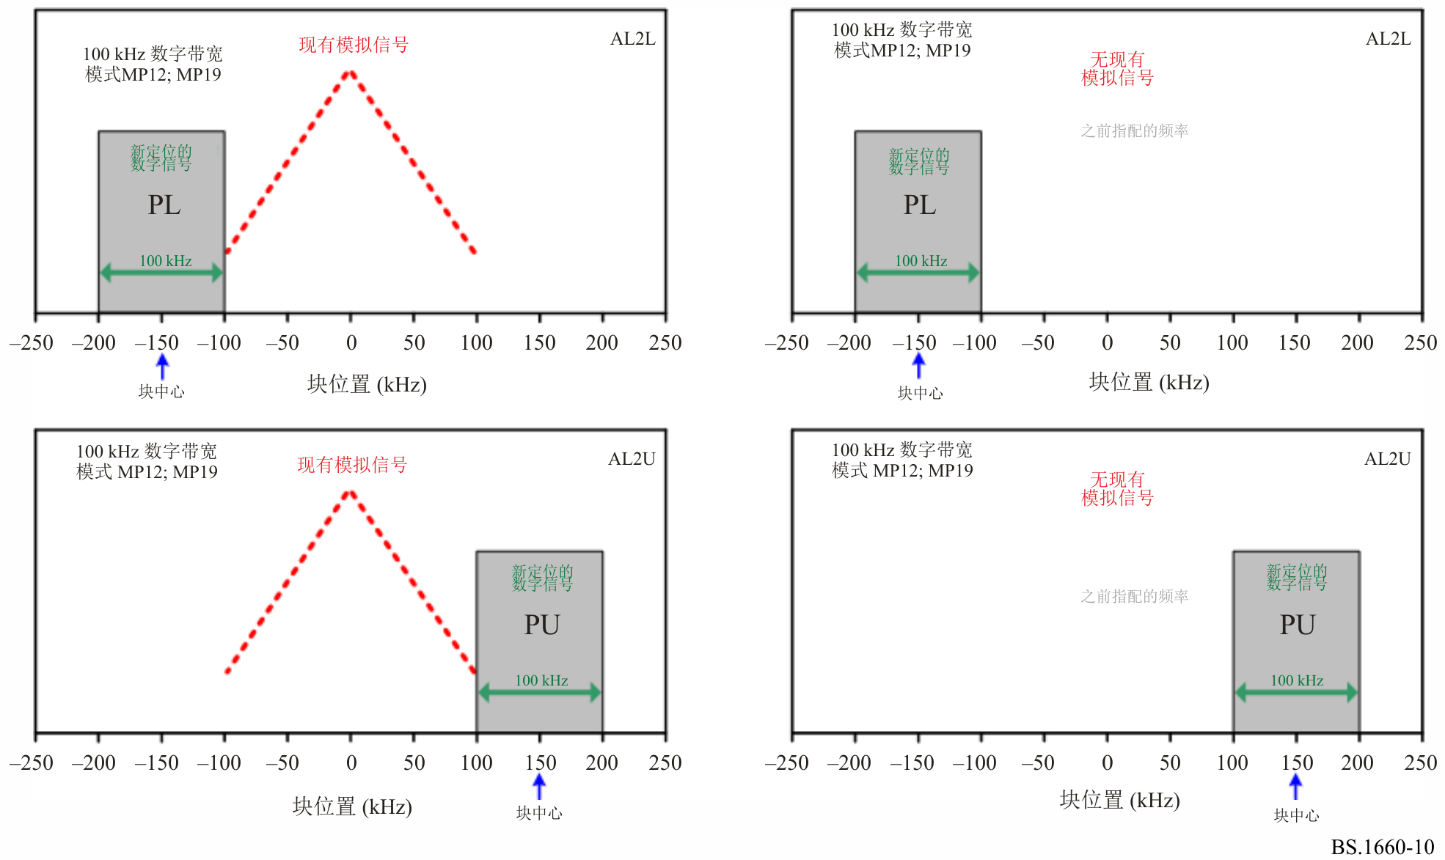 100 kHz 数字带宽
模式MP12; MP19
现有模拟信号
AL2L
新定位的
数字信号
PL
100 kHz
–250 –200 –150 –100 –50 0 50 100 150 200 250
块中心
块位置 (kHz)
100 kHz 数字带宽
模式MP12; MP19
无现有
模拟信号
AL2L
之前指配的频率
新定位的
数字信号
PL
100 kHz
–250 –200 –150 –100 –50 0 50 100 150 200 250
块中心
块位置 (kHz)
100 kHz 数字带宽
模式 MP12; MP19
现有模拟信号
AL2U
新定位的
数字信号
PU
100 kHz
–250 –200 –150 –100 –50 0 50 100 150 200 250
块位置 (kHz)
块中心
100 kHz 数字带宽
模式 MP12; MP19
无现有
模拟信号
AL2U
之前指配的频率
新定位的
数字信号
PU
100 kHz
–250 –200 –150 –100 –50 0 50 100 150 200 250
块位置 (kHz)
块中心
BS.1660-10